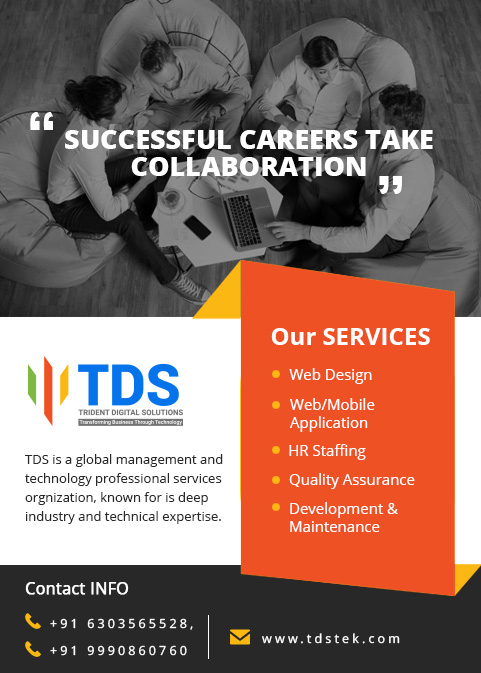 “ SUCCESSFUL CAREERS TAKE
COLLABORATION ”
Our SERVICES
Web Design
Web/Mobile
Application
HR Staffing
Quality Assurance
Development &
Maintenance
TDS
TRIDENT DIGITAL SOLUTIONS
Transforming Business Through Technology
TDS is a global management and
technology professional services
orgnization, known for is deep
industry and technical expertise.
Contact INFO
+91 6303565528,
+91 9990860760
www.tdstek.com